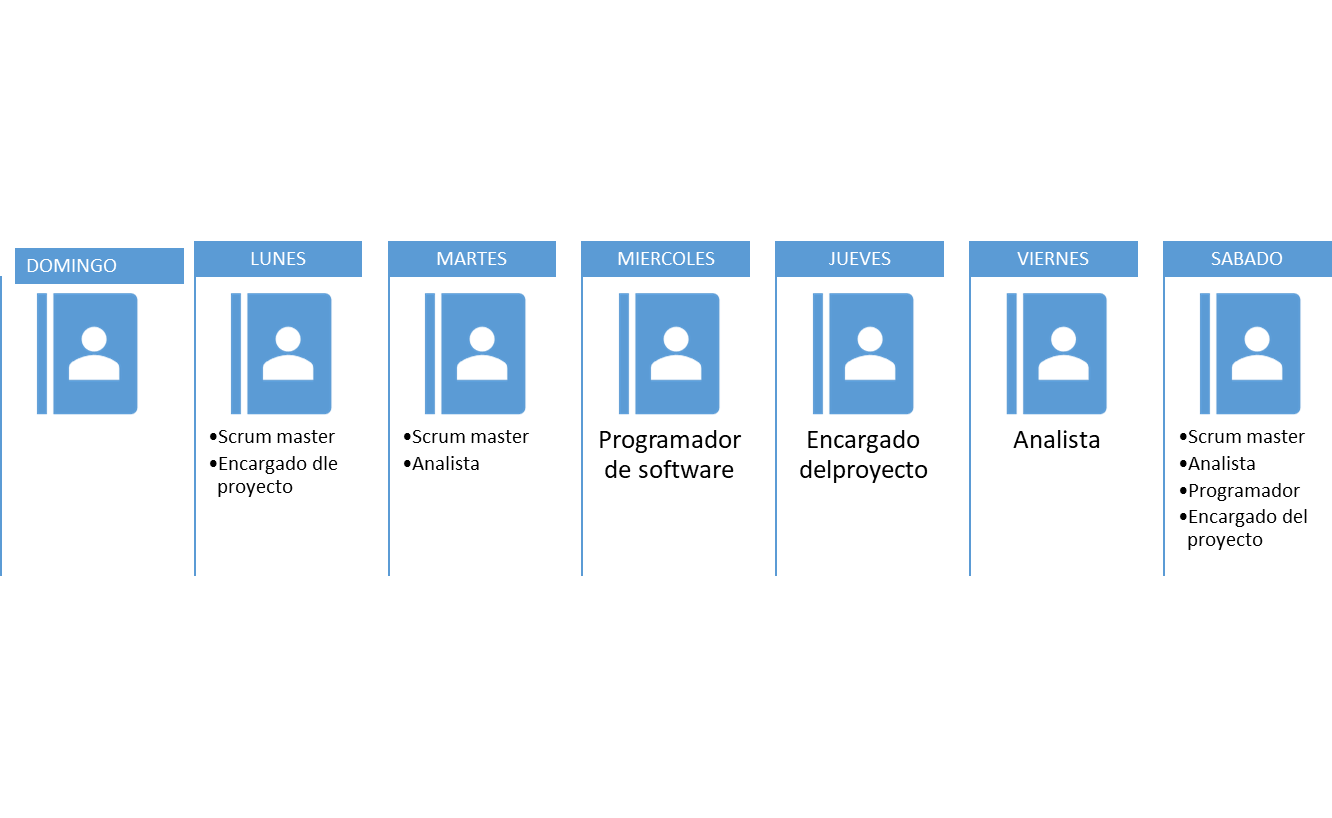 DOMINGO
LUNES
MARTES
MIERCOLES
JUEVES
VIERNES
SABADO
•Scrum master
•Encargado dle
proyecto
•Scrum master
•Analista
Programador
de software
Encargado
delproyecto
Analista
•Scrum master
•Analista
•Programador
•Encargado del
proyecto